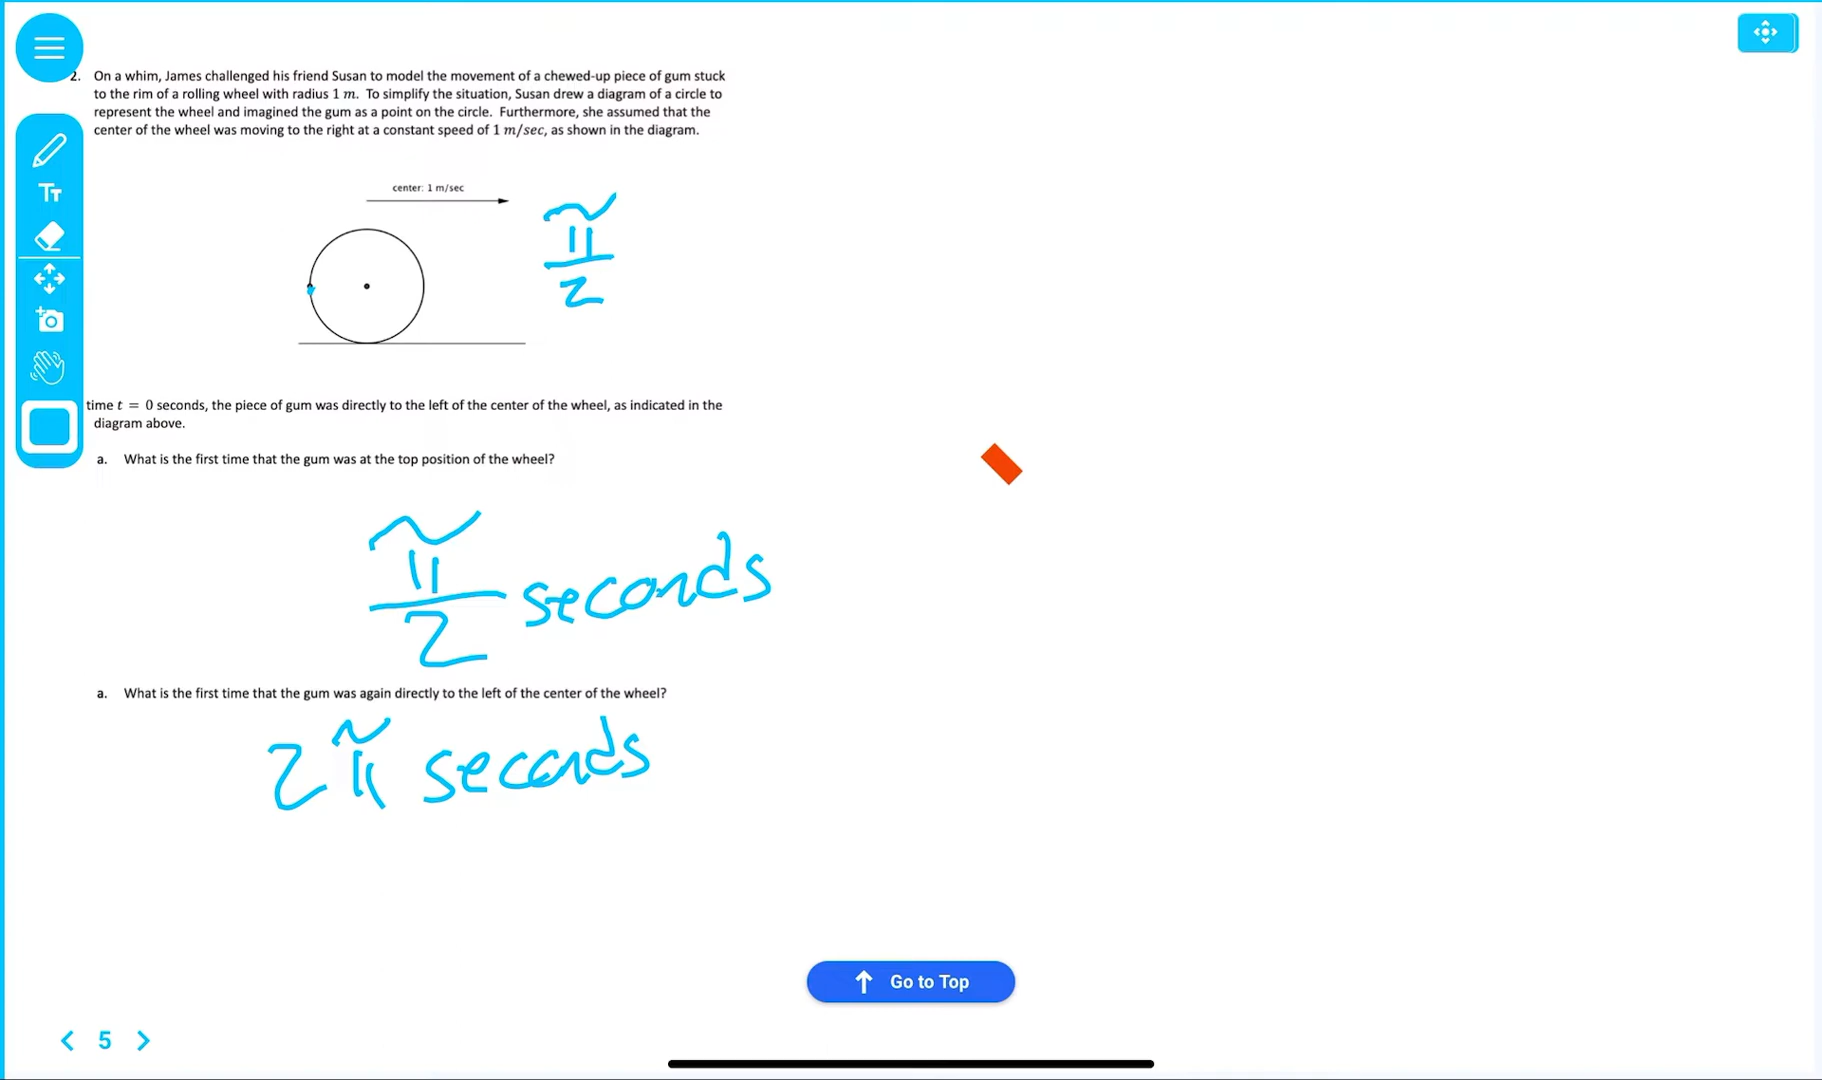 2. On a whim, James challenged his friend Susan to model the movement of a chewed-up piece of gum stuck
to the rim of a rolling wheel with radius 1 m. To simplify the situation, Susan drew a diagram of a circle to
represent the wheel and imagined the gum as a point on the circle. Furthermore, she assumed that the
center of the wheel was moving to the right at a constant speed of 1 m/sec, as shown in the diagram.
Tт
center: 1 m/sec
π
2
time t = 0 seconds, the piece of gum was directly to the left of the center of the wheel, as indicated in the
diagram above.
a. What is the first time that the gum was at the top position of the wheel?
π
2 seconds
a. What is the first time that the gum was again directly to the left of the center of the wheel?
2π seconds
Go to Top
< 5 >